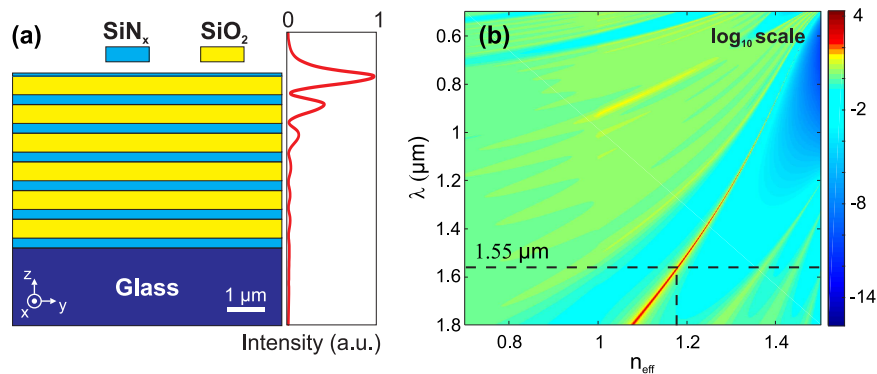 (a)
SiNₓ
SiO₂
0
1
Glass
z
x
y
1 μm
Intensity (a.u.)
(b)
log₁₀ scale
0.6
0.8
1
1.2
1.4
1.6
1.8
λ (μm)
1.55 μm
0.8
1
1.2
1.4
n_eff
4
-2
-8
-14